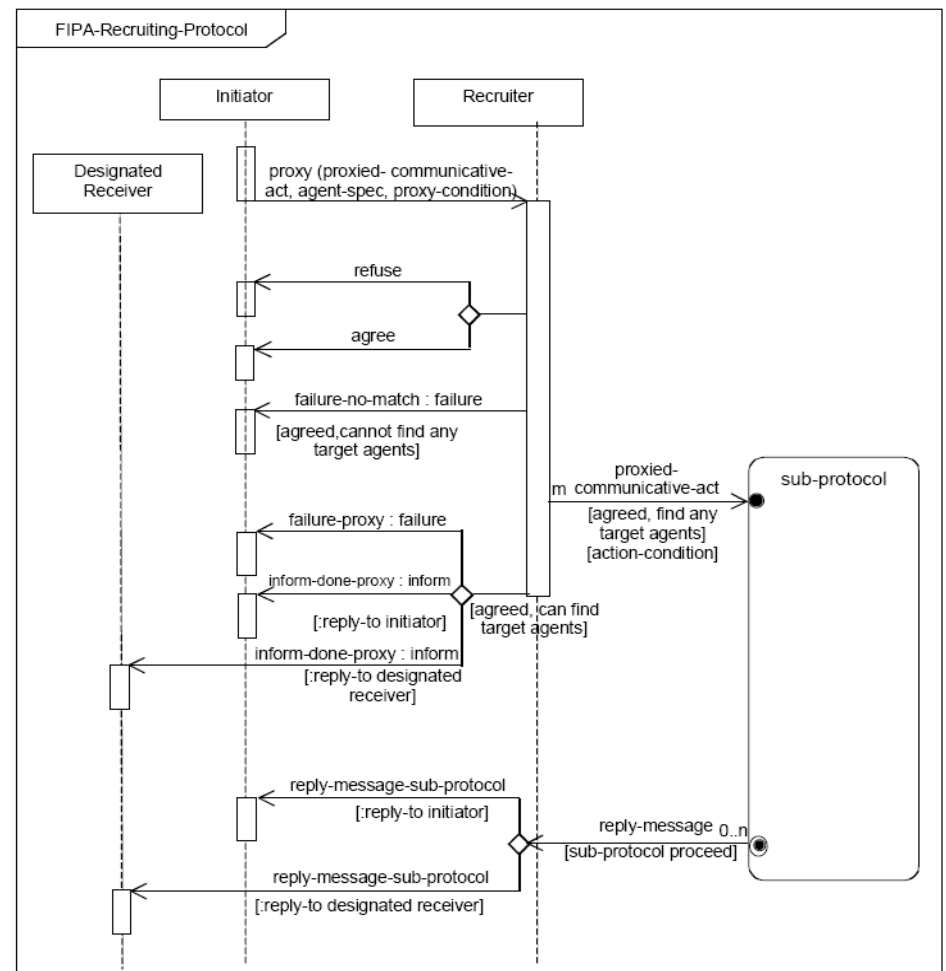 FIPA-Recruiting-Protocol
Initiator
Recruiter
Designated
Receiver
proxy (proxied- communicative-
act, agent-spec, proxy-condition)
refuse
agree
failure-no-match : failure
[agreed,cannot find any
target agents]
proxied-
m communicative-act
[agreed, find any
target agents]
[action-condition]
sub-protocol
failure-proxy : failure
inform-done-proxy : inform
[:reply-to initiator]
[agreed, can find
target agents]
inform-done-proxy : inform
[:reply-to designated
receiver]
reply-message-sub-protocol
[:reply-to initiator]
reply-message 0..n
[sub-protocol proceed]
reply-message-sub-protocol
[:reply-to designated receiver]